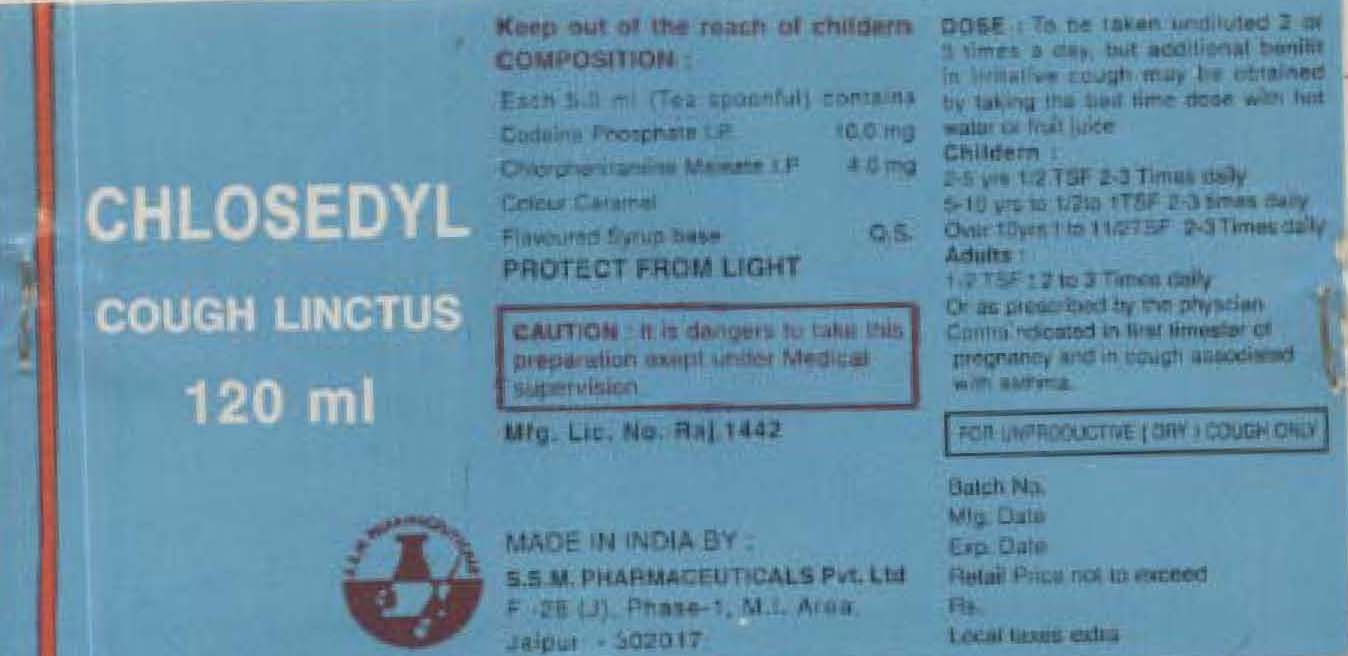 CHLOSEDYL
COUGH LINCTUS
120 ml
S.S.M. PHARMACEUTICALS
Keep out of the reach of childern
COMPOSITION :
Each 5.0 ml (Tea spoonful) contains
Codeine Phosphate I.P. 10.0 mg
Chlorpheniramine Maleate I.P 4.0 mg
Colour Caramel
Flavoured Syrup base Q.S.
PROTECT FROM LIGHT
CAUTION : It is dangers to take this
preparation exept under Medical
supervision
Mfg. Lic. No. Raj.1442
MADE IN INDIA BY :
S.S.M. PHARMACEUTICALS Pvt. Ltd
F -26 (J), Phase-1, M.I. Area,
Jaipur - 302017
DOSE : To be taken undiluted 2 or
3 times a day, but additional benifit
in irritative cough may be obtained
by taking the bed time dose with hot
water or fruit juice
Childern :
2-5 yrs 1/2 TSF 2-3 Times daily
5-10 yrs to 1/2to 1TSF 2-3 times daily
Over 10yrs 1 to 11/2TSF 2-3 Times daily
Adults :
1-2 TSF : 2 to 3 Times daily
Or as prescribed by the physcian
Contra indicated in first timester of
pregnancy and in cough associated
with asthma.
FOR UNPRODUCTIVE ( DRY ) COUGH ONLY
Batch No.
Mfg. Date
Exp. Date
Retail Price not to exceed
Rs.
Local taxes extra